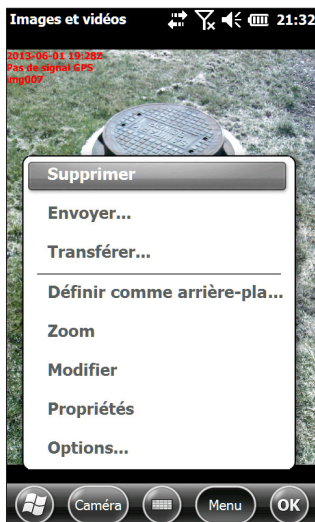 Images et vidéos 21:32
2013-06-01 19:28Z
Pas de signal GPS
img007
Supprimer
Envoyer...
Transférer...
Définir comme arrière-pla...
Zoom
Modifier
Propriétés
Options...
Caméra Menu OK